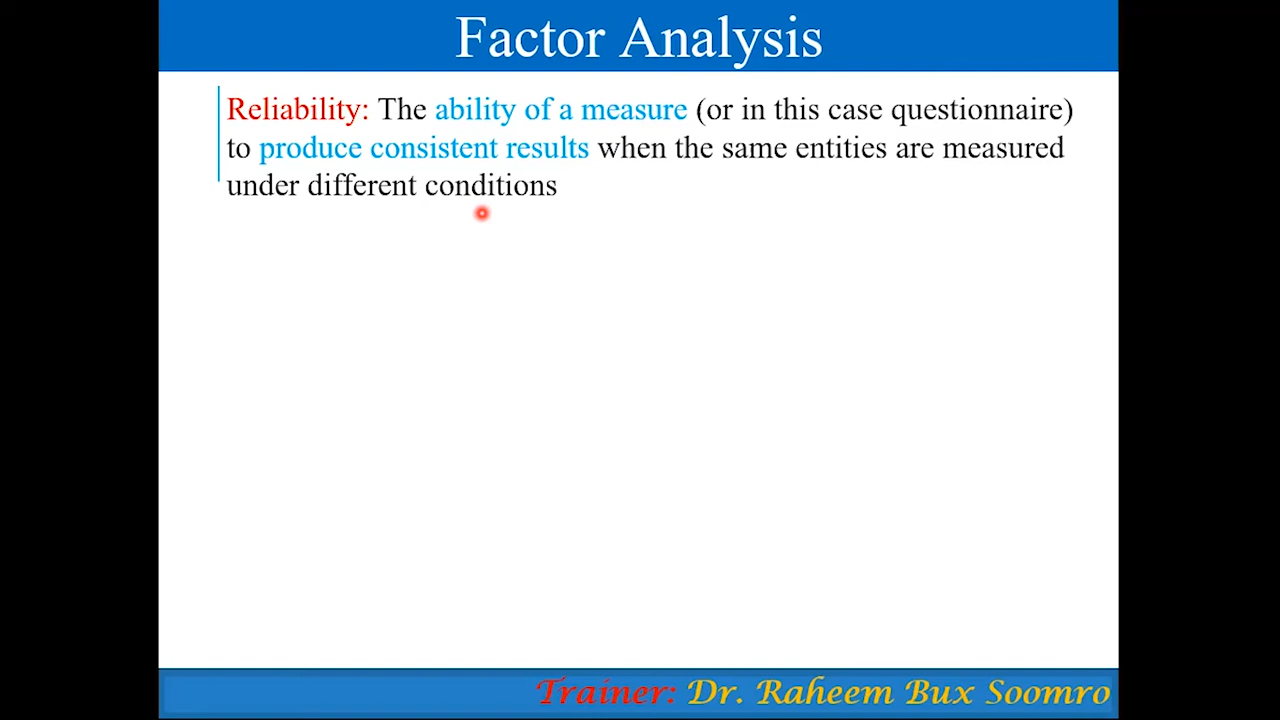 Factor Analysis
Reliability: The ability of a measure (or in this case questionnaire)
to produce consistent results when the same entities are measured
under different conditions
Trainer: Dr. Raheem Bux Soomro